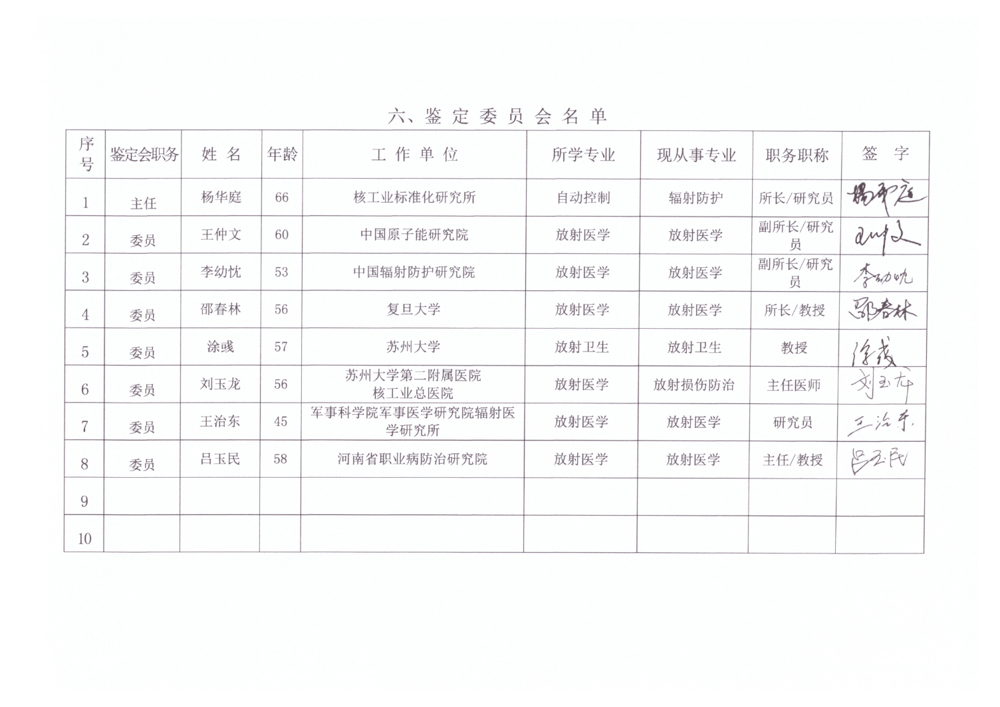 六、鉴定委员会名单
序号 鉴定会职务 姓名 年龄 工作单位 所学专业 现从事专业 职务职称 签字
1 主任 杨华庭 66 核工业标准化研究所 自动控制 辐射防护 所长/研究员 杨华庭
2 委员 王仲文 60 中国原子能研究院 放射医学 放射医学 副所长/研究员 王仲文
3 委员 李幼忱 53 中国辐射防护研究院 放射医学 放射医学 副所长/研究员 李幼忱
4 委员 邵春林 56 复旦大学 放射医学 放射医学 所长/教授 邵春林
5 委员 涂彧 57 苏州大学 放射卫生 放射卫生 教授 涂彧
6 委员 刘玉龙 56 苏州大学第二附属医院核工业总医院 放射医学 放射损伤防治 主任医师 刘玉龙
7 委员 王治东 45 军事科学院军事医学研究院辐射医学研究所 放射医学 放射医学 研究员 王治东
8 委员 吕玉民 58 河南省职业病防治研究院 放射医学 放射医学 主任/教授 吕玉民
9
10